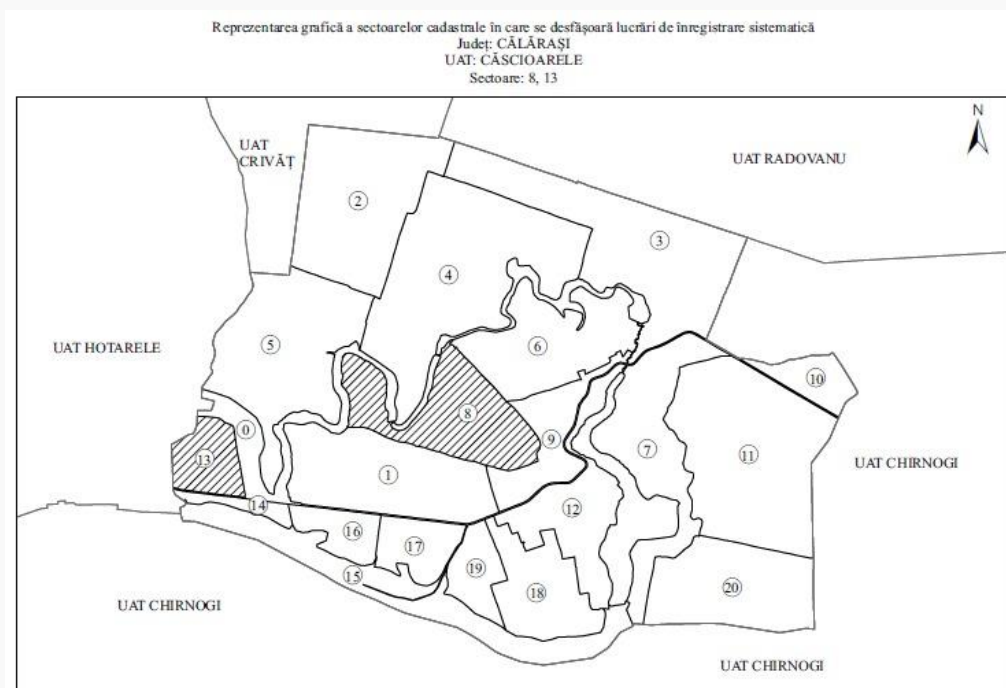 Reprezentarea grafică a sectoarelor cadastrale în care se desfășoară lucrări de înregistrare sistematică
Județ: CĂLĂRAȘI
UAT: CĂSCIOARELE
Sectoare: 8, 13
N
UAT
CRIVĂȚ
UAT RADOVANU
2
3
4
UAT HOTARELE
5
6
10
8
0
9
7
11
13
1
UAT CHIRNOGI
14
12
16
17
15
19
18
20
UAT CHIRNOGI
UAT CHIRNOGI